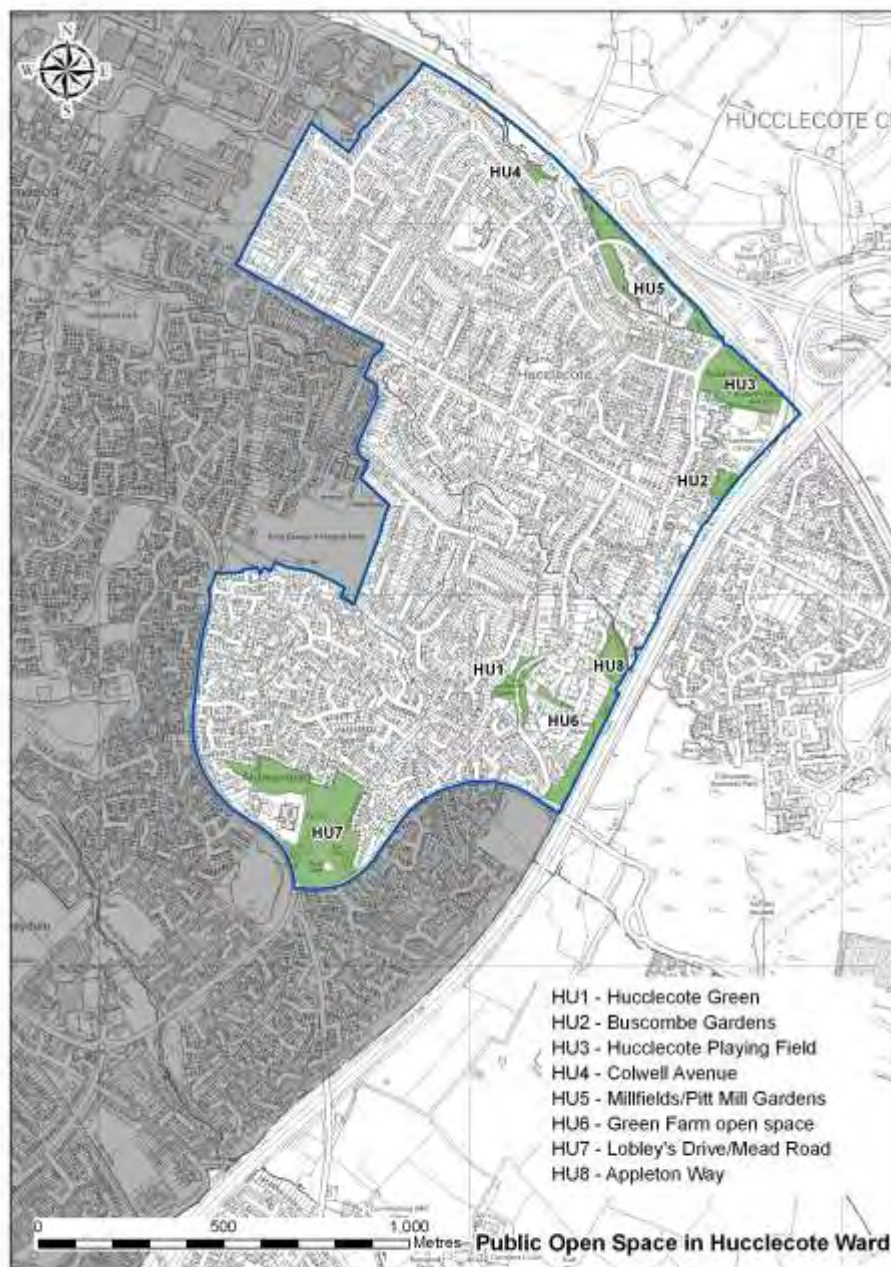 N
W E
S
HUCCLECOTE C
HU4
HU5
Hucclecote
HU3
HU2
HU1
HU8
HU6
HU7
HU1 - Hucclecote Green
HU2 - Buscombe Gardens
HU3 - Hucclecote Playing Field
HU4 - Colwell Avenue
HU5 - Millfields/Pitt Mill Gardens
HU6 - Green Farm open space
HU7 - Lobley's Drive/Mead Road
HU8 - Appleton Way
0 500 1,000
Metres
Public Open Space in Hucclecote Ward